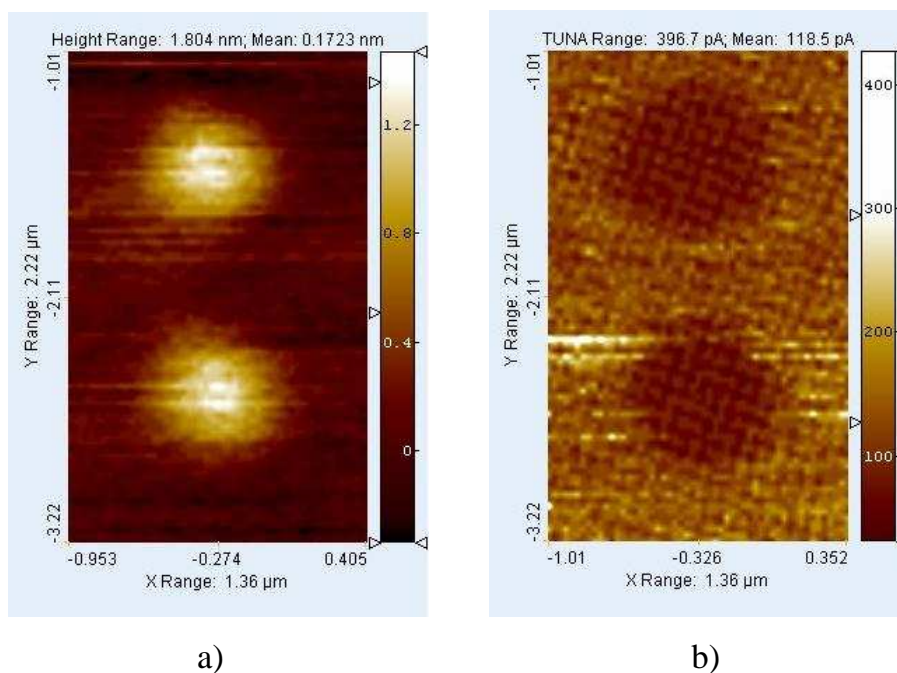 Height Range: 1.804 nm; Mean: 0.1723 nm
-1.01
1.2
0.8
Y Range: 2.22 µm
-2.11
0.4
0
-3.22
-0.953
-0.274
0.405
X Range: 1.36 µm
a)
TUNA Range: 396.7 pA; Mean: 118.5 pA
-1.01
400
300
Y Range: 2.22 µm
-2.11
200
100
-3.22
-1.01
-0.326
0.352
X Range: 1.36 µm
b)